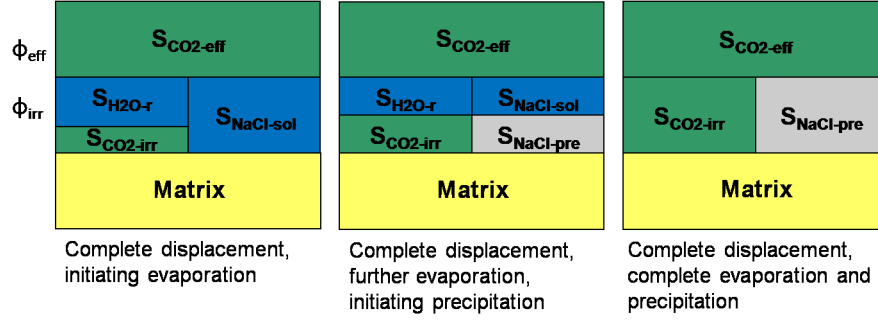 ϕeff
ϕirr
SCO2-eff
SH2O-r
SNaCl-sol
SCO2-irr
Matrix
Complete displacement,
initiating evaporation
SCO2-eff
SH2O-r
SNaCl-sol
SCO2-irr
SNaCl-pre
Matrix
Complete displacement,
further evaporation,
initiating precipitation
SCO2-eff
SCO2-irr
SNaCl-pre
Matrix
Complete displacement,
complete evaporation and
precipitation